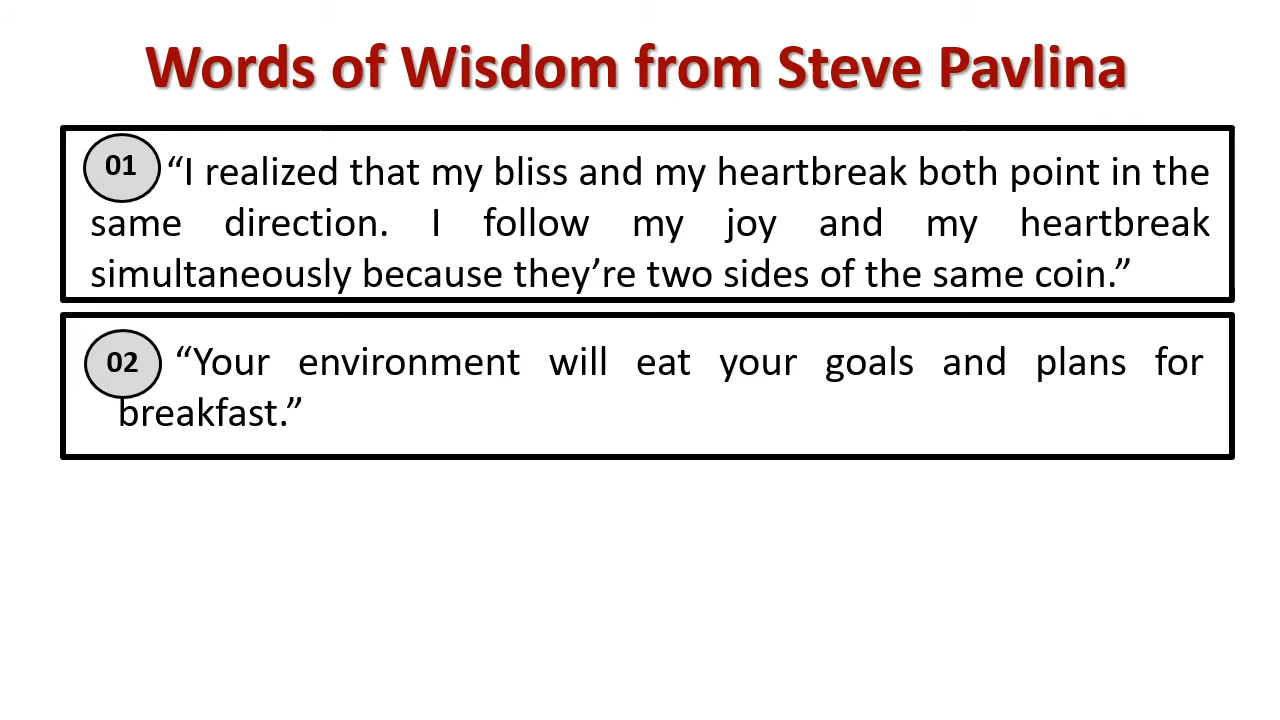 Words of Wisdom from Steve Pavlina
01 “I realized that my bliss and my heartbreak both point in the
same direction. I follow my joy and my heartbreak
simultaneously because they’re two sides of the same coin.”
02 “Your environment will eat your goals and plans for
breakfast.”